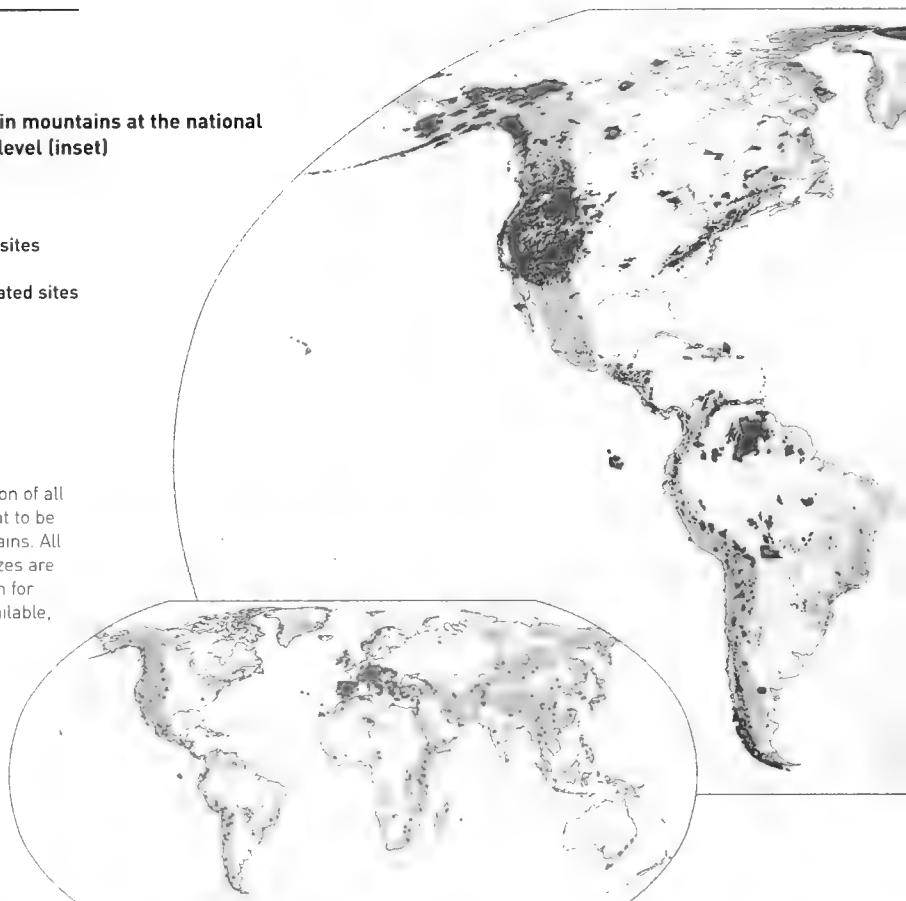 in mountains at the national
level (inset)
sites
ated sites
on of all
at to be
ains. All
zes are
n for
ilable,